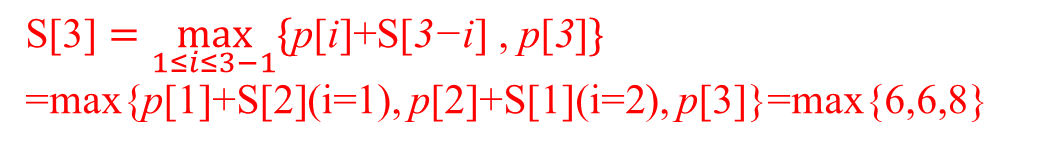 S[3] = max {p[i]+S[3−i] , p[3]}
1≤i≤3−1
=max{p[1]+S[2](i=1), p[2]+S[1](i=2), p[3]}=max{6,6,8}